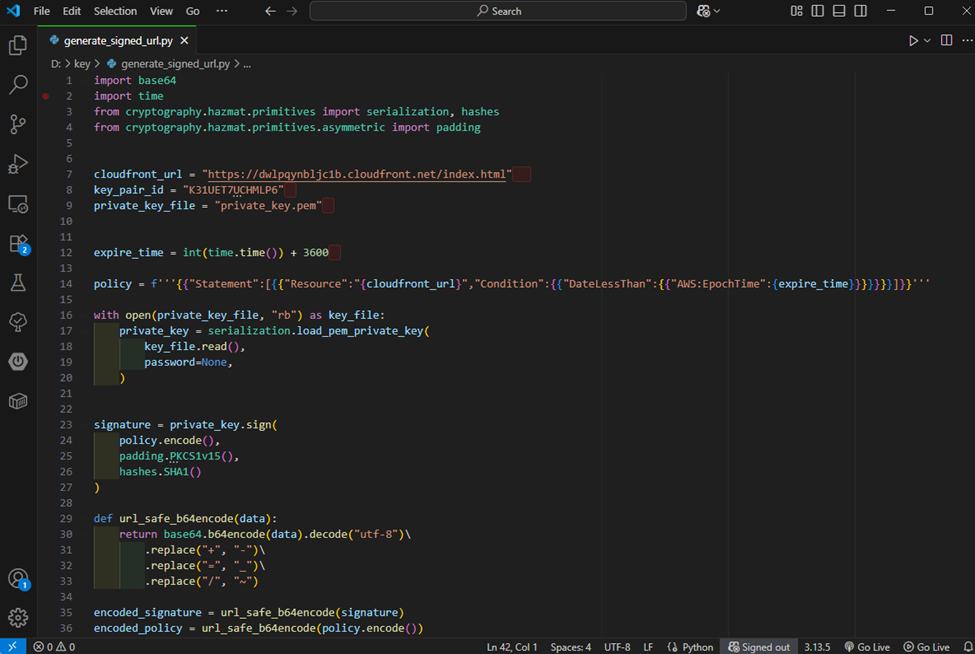 File Edit Selection View Go ··· Search
generate_signed_url.py
D: > key > generate_signed_url.py > ...
1 import base64
2 import time
3 from cryptography.hazmat.primitives import serialization, hashes
4 from cryptography.hazmat.primitives.asymmetric import padding
5
6
7 cloudfront_url = "https://dwlpqynbljc1b.cloudfront.net/index.html"
8 key_pair_id = "K31UET7UCHMLP6"
9 private_key_file = "private_key.pem"
10
11
12 expire_time = int(time.time()) + 3600
13
14 policy = f'''{{"Statement":[{{"Resource":"{cloudfront_url}","Condition":{{"DateLessThan":{{"AWS:EpochTime":{expire_time}}}}}}}]}}'''
15
16 with open(private_key_file, "rb") as key_file:
17     private_key = serialization.load_pem_private_key(
18         key_file.read(),
19         password=None,
20     )
21
22
23 signature = private_key.sign(
24     policy.encode(),
25     padding.PKCS1v15(),
26     hashes.SHA1()
27 )
28
29 def url_safe_b64encode(data):
30     return base64.b64encode(data).decode("utf-8")\
31         .replace("+", "-")\
32         .replace("=", "_")\
33         .replace("/", "~")
34
35 encoded_signature = url_safe_b64encode(signature)
36 encoded_policy = url_safe_b64encode(policy.encode())
2
1
0 0 Ln 42, Col 1 Spaces: 4 UTF-8 LF Python Signed out 3.13.5 Go Live Go Live